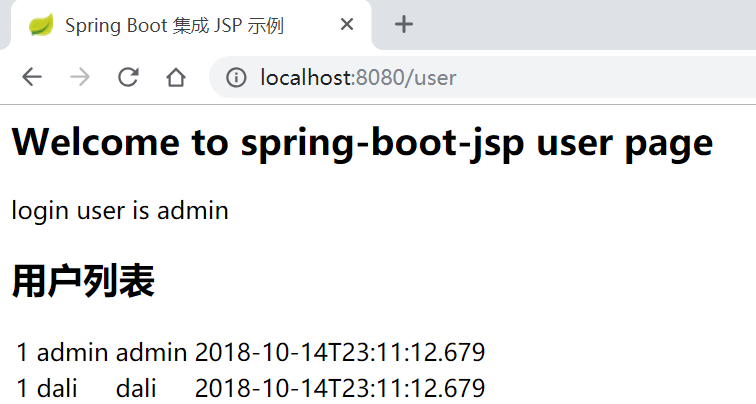 Spring Boot 集成 JSP 示例
localhost:8080/user
Welcome to spring-boot-jsp user page
login user is admin
用户列表
1 admin admin 2018-10-14T23:11:12.679
1 dali dali 2018-10-14T23:11:12.679